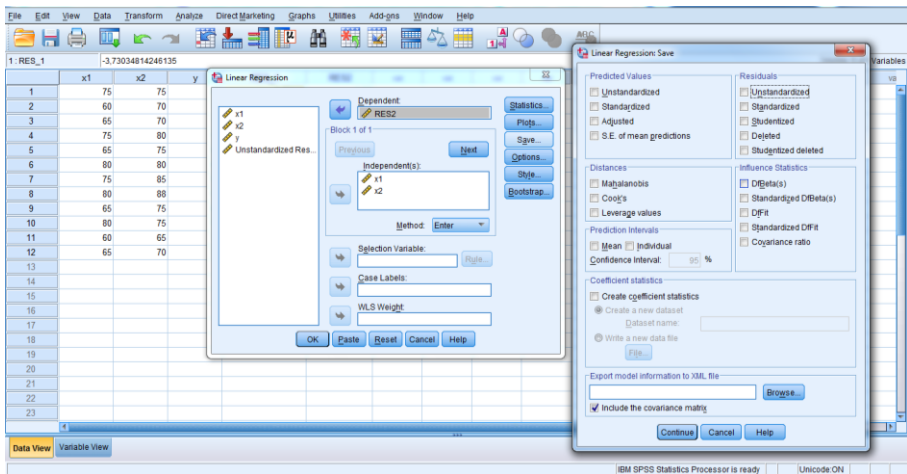 File Edit View Data Transform Analyze Direct Marketing Graphs Utilities Add-ons Window Help
1 : RES_1 -3,73034814246135 Variables
x1 x2 y va
1 75 75
2 60 70
3 65 70
4 75 80
5 65 75
6 80 80
7 75 85
8 80 88
9 65 75
10 80 75
11 60 65
12 65 70
13
14
15
16
17
18
19
20
21
22
23
Data View Variable View
IBM SPSS Statistics Processor is ready Unicode:ON
Linear Regression
x1
x2
y
Unstandardized Res...
Dependent:
RES2
Block 1 of 1
Previous Next
Independent(s):
x1
x2
Method: Enter
Selection Variable:
Rule...
Case Labels:
WLS Weight:
Statistics...
Plots...
Save...
Options...
Style...
Bootstrap...
OK Paste Reset Cancel Help
Linear Regression: Save
Predicted Values
Unstandardized
Standardized
Adjusted
S.E. of mean predictions
Residuals
Unstandardized
Standardized
Studentized
Deleted
Studentized deleted
Distances
Mahalanobis
Cook's
Leverage values
Influence Statistics
DfBeta(s)
Standardized DfBeta(s)
DfFit
Standardized DfFit
Covariance ratio
Prediction Intervals
Mean Individual
Confidence Interval: 95 %
Coefficient statistics
Create coefficient statistics
Create a new dataset
Dataset name:
Write a new data file
File...
Export model information to XML file
Browse...
Include the covariance matrix
Continue Cancel Help